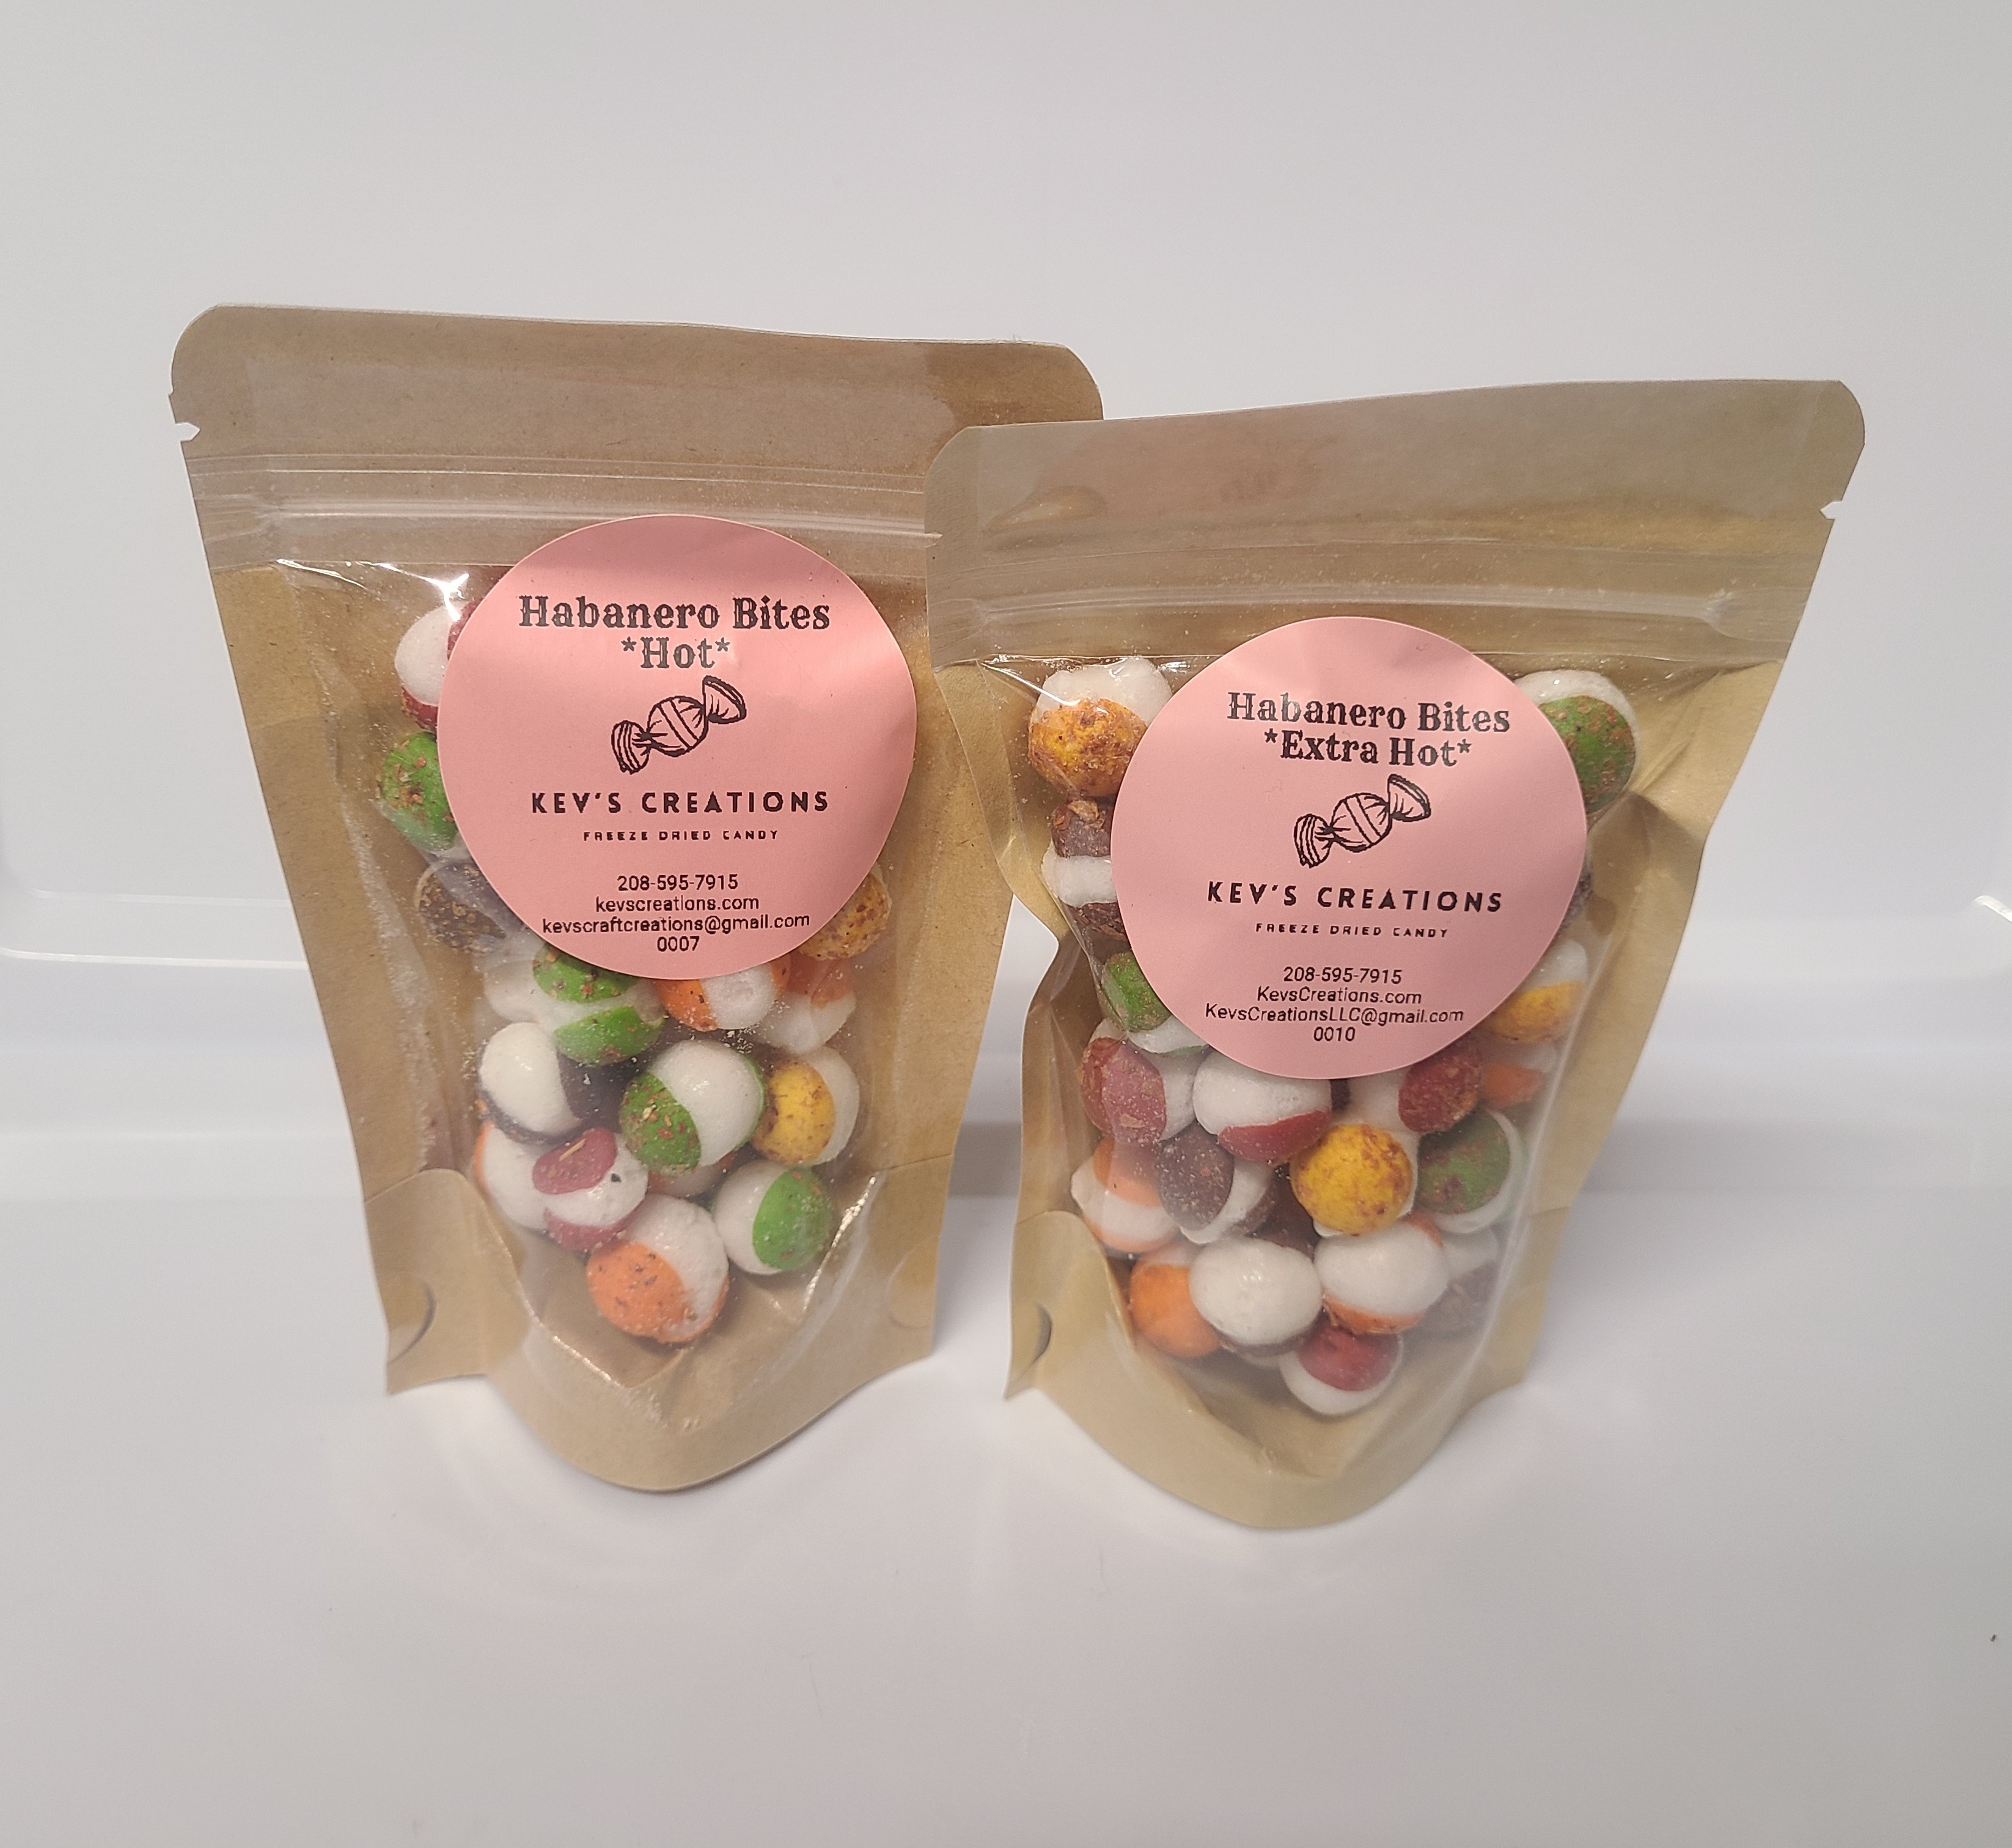 Habanero Bites
*Hot*
KEV'S CREATIONS
FREEZE DRIED CANDY
208-595-7915
kevscreations.com
kevscraftcreations@gmail.com
0007
Habanero Bites
*Extra Hot*
KEV'S CREATIONS
FREEZE DRIED CANDY
208-595-7915
KevsCreations.com
KevsCreationsLLC@gmail.com
0010